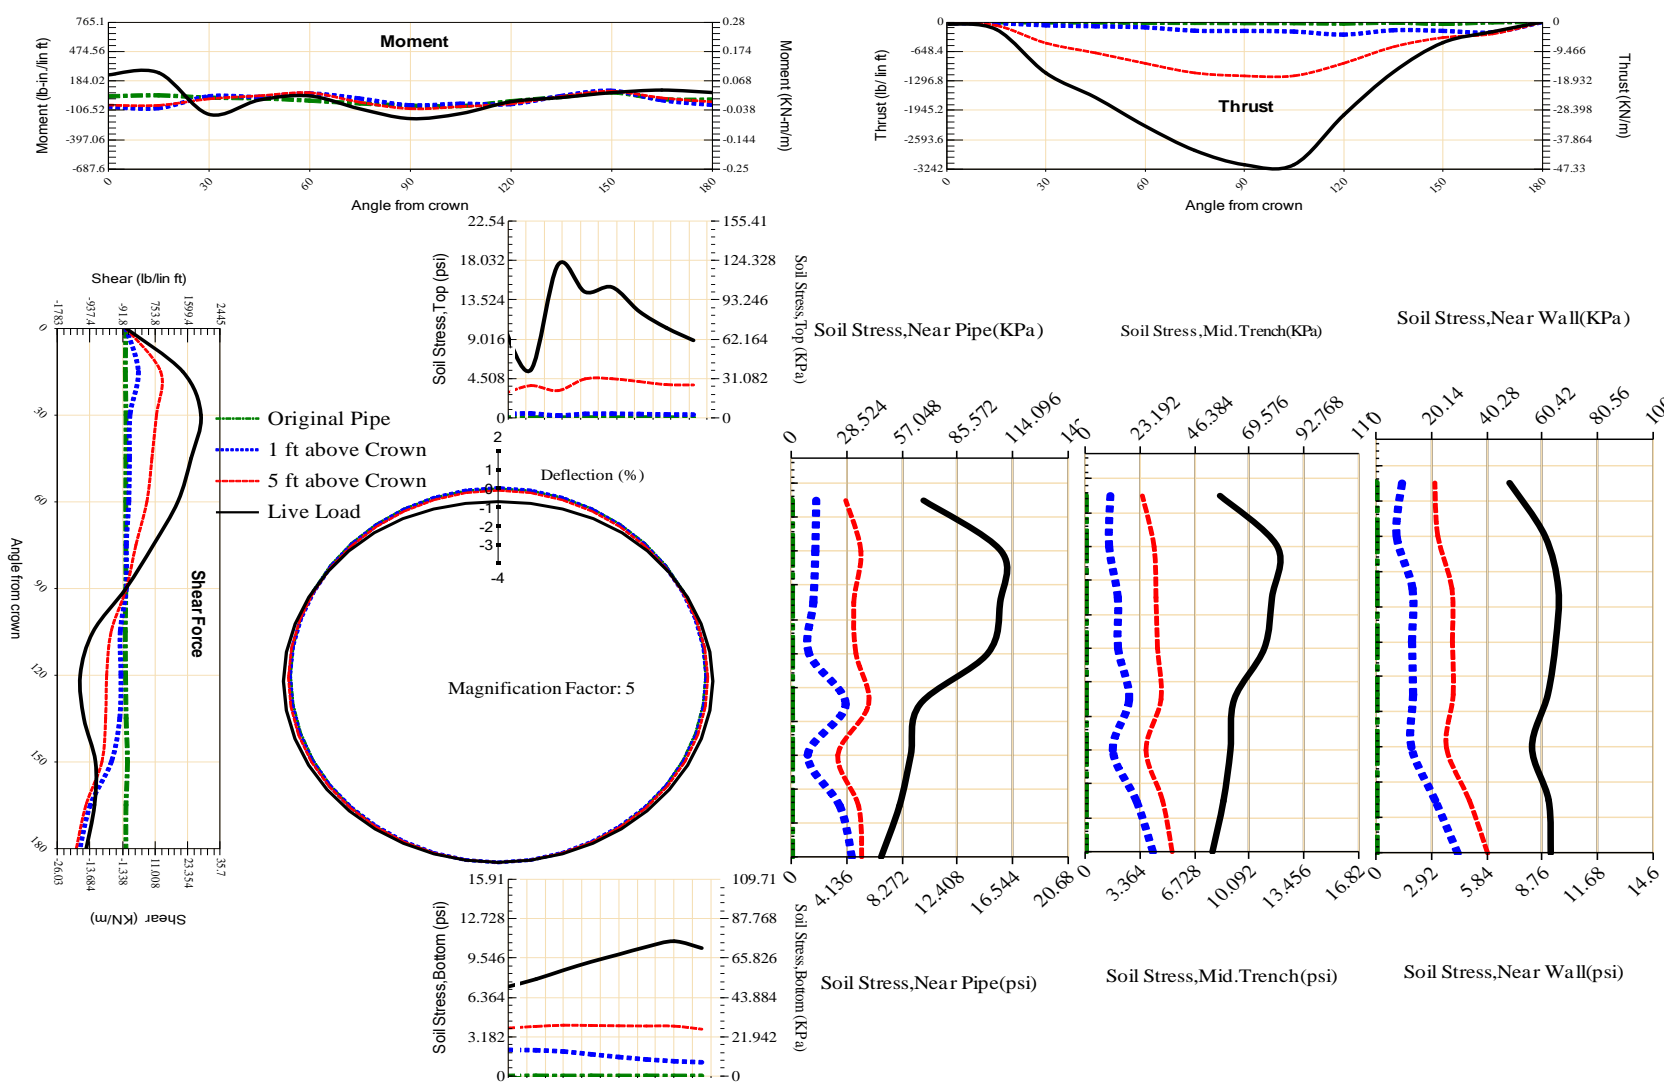 765.1
474.56
184.02
-106.52
-397.06
-687.6
Moment (lb-in./lin ft)
Moment
0.28
0.174
0.068
-0.038
-0.144
-0.25
Moment (KN-m/m)
0 30 60 90 120 150 180
Angle from crown
0
-648.4
-1296.8
-1945.2
-2593.6
-3242
Thrust (lb/ lin ft)
Thrust
0
-9.466
-18.932
-28.398
-37.864
-47.33
Thrust (KN/m)
0 30 60 90 120 150 180
Angle from crown
22.54
18.032
13.524
9.016
4.508
0
Soil Stress,Top (psi)
155.41
124.328
93.246
62.164
31.082
0
Soil Stress,Top (KPa)
Shear (lb/lin ft)
-1783 -937.4 -91.8 753.8 1599.4 2445
0
30
60
90
120
150
180
Angle from crown
Shear Force
-26.03 -13.684 -1.338 11.008 23.354 35.7
Shear (KN/m)
Original Pipe
1 ft above Crown
5 ft above Crown
Live Load
2
1
0
-1
-2
-3
-4
Deflection (%)
Magnification Factor: 5
15.91
12.728
9.546
6.364
3.182
0
Soil Stress,Bottom (psi)
109.71
87.768
65.826
43.884
21.942
0
Soil Stress,Bottom (KPa)
Soil Stress,Near Pipe(KPa)
0 28.524 57.048 85.572 114.096
0 4.136 8.272 12.408 16.544 20.68
Soil Stress,Near Pipe(psi)
Soil Stress,Mid.Trench(KPa)
0 23.192 46.384 69.576 92.768
0 3.364 6.728 10.092 13.456 16.82
Soil Stress,Mid.Trench(psi)
Soil Stress,Near Wall(KPa)
0 20.14 40.28 60.42 80.56
0 2.92 5.84 8.76 11.68 14.6
Soil Stress,Near Wall(psi)